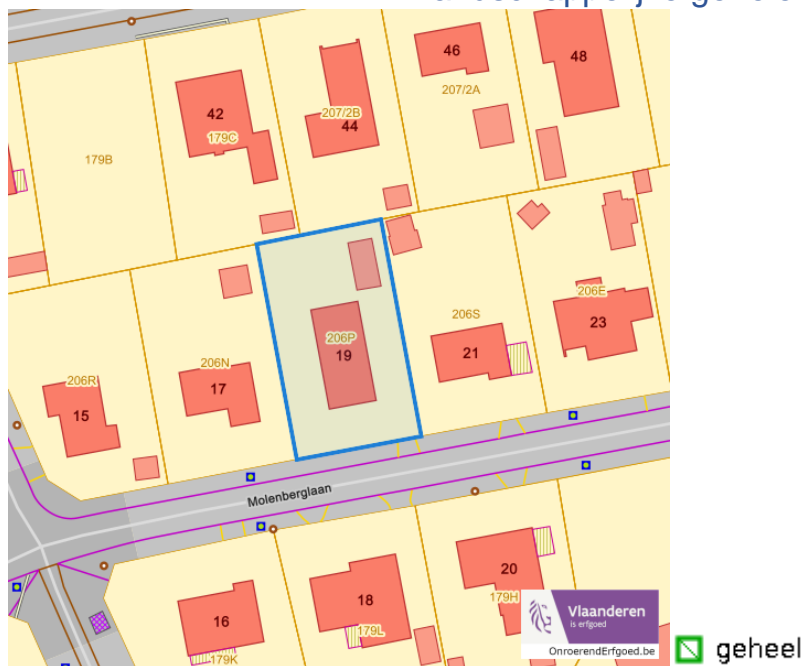 46
48
207/2A
42
207/2B
44
179C
179B
206S
206E
206P
23
21
19
206N
206R
17
15
Molenberglaan
20
18
16
179H
179L
179K
Vlaanderen
is erfgoed
OnroerendErfgoed.be
geheel